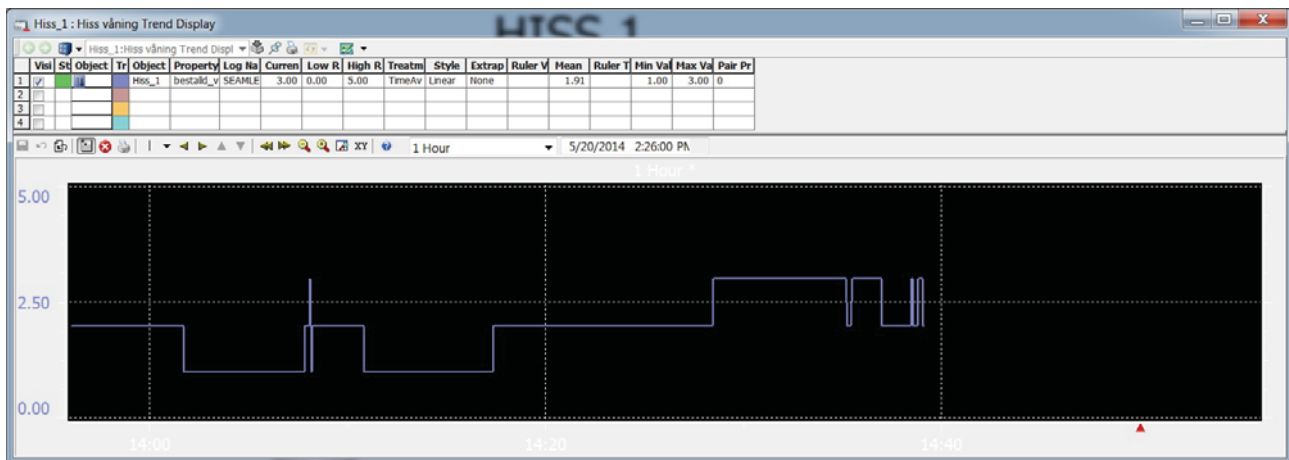 Hiss_1 : Hiss våning Trend Display
HISS 1
Hiss_1:Hiss våning Trend Displ
Visi St Object Tr Object Property Log Na Curren Low R High R Treatm Style Extrap Ruler V Mean Ruler T Min Val Max Va Pair Pr
1 Hiss_1 bestalld_v SEAMLE 3.00 0.00 5.00 TimeAv Linear None 1.91 1.00 3.00 0
2
3
4
XY 1 Hour 5/20/2014 2:26:00 PM
1 Hour *
5.00
2.50
0.00
14:00 14:20 14:40